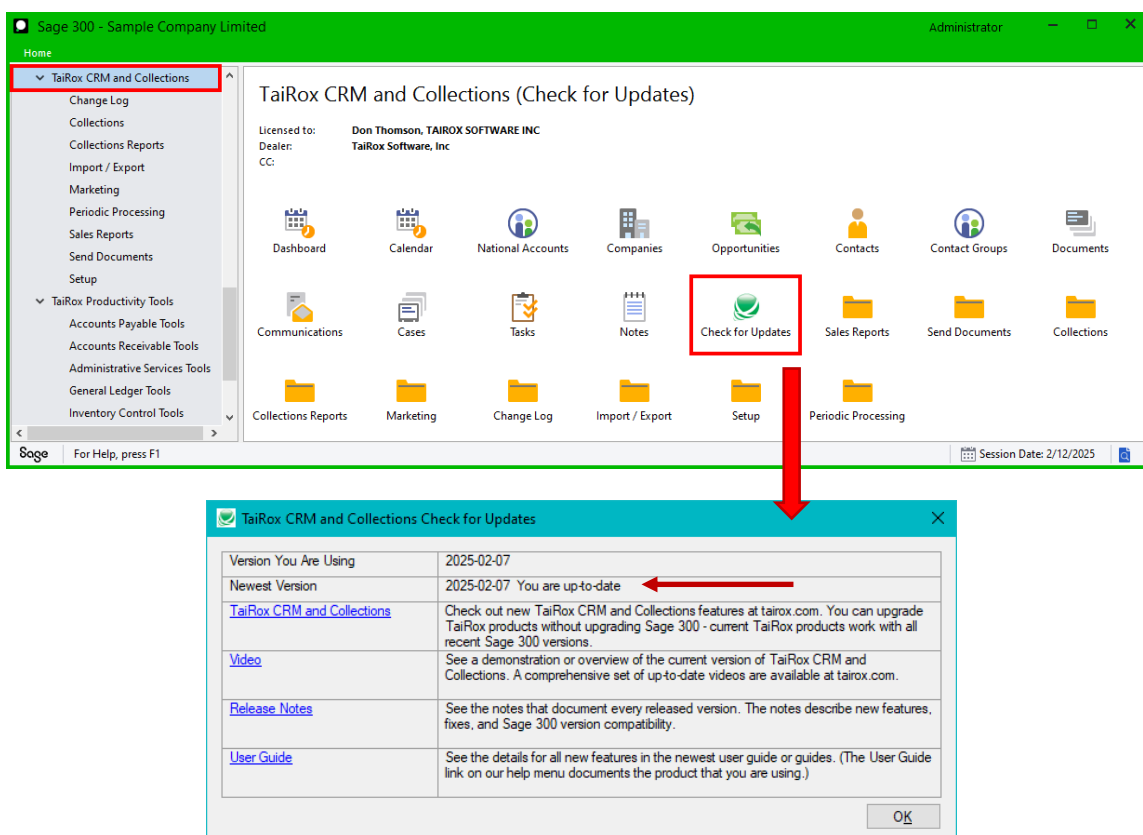 Sage 300 - Sample Company Limited
Administrator
Home
TaiRox CRM and Collections
Change Log
Collections
Collections Reports
Import / Export
Marketing
Periodic Processing
Sales Reports
Send Documents
Setup
TaiRox Productivity Tools
Accounts Payable Tools
Accounts Receivable Tools
Administrative Services Tools
General Ledger Tools
Inventory Control Tools
TaiRox CRM and Collections (Check for Updates)
Licensed to: Don Thomson, TAIROX SOFTWARE INC
Dealer: TaiRox Software, Inc
CC:
Dashboard Calendar National Accounts Companies Opportunities Contacts Contact Groups Documents
Communications Cases Tasks Notes Check for Updates Sales Reports Send Documents Collections
Collections Reports Marketing Change Log Import / Export Setup Periodic Processing
Sage For Help, press F1
Session Date: 2/12/2025
TaiRox CRM and Collections Check for Updates
Version You Are Using 2025-02-07
Newest Version 2025-02-07 You are up-to-date
TaiRox CRM and Collections Check out new TaiRox CRM and Collections features at tairox.com. You can upgrade
TaiRox products without upgrading Sage 300 - current TaiRox products work with all
recent Sage 300 versions.
Video See a demonstration or overview of the current version of TaiRox CRM and
Collections. A comprehensive set of up-to-date videos are available at tairox.com.
Release Notes See the notes that document every released version. The notes describe new features,
fixes, and Sage 300 version compatibility.
User Guide See the details for all new features in the newest user guide or guides. (The User Guide
link on our help menu documents the product that you are using.)
OK